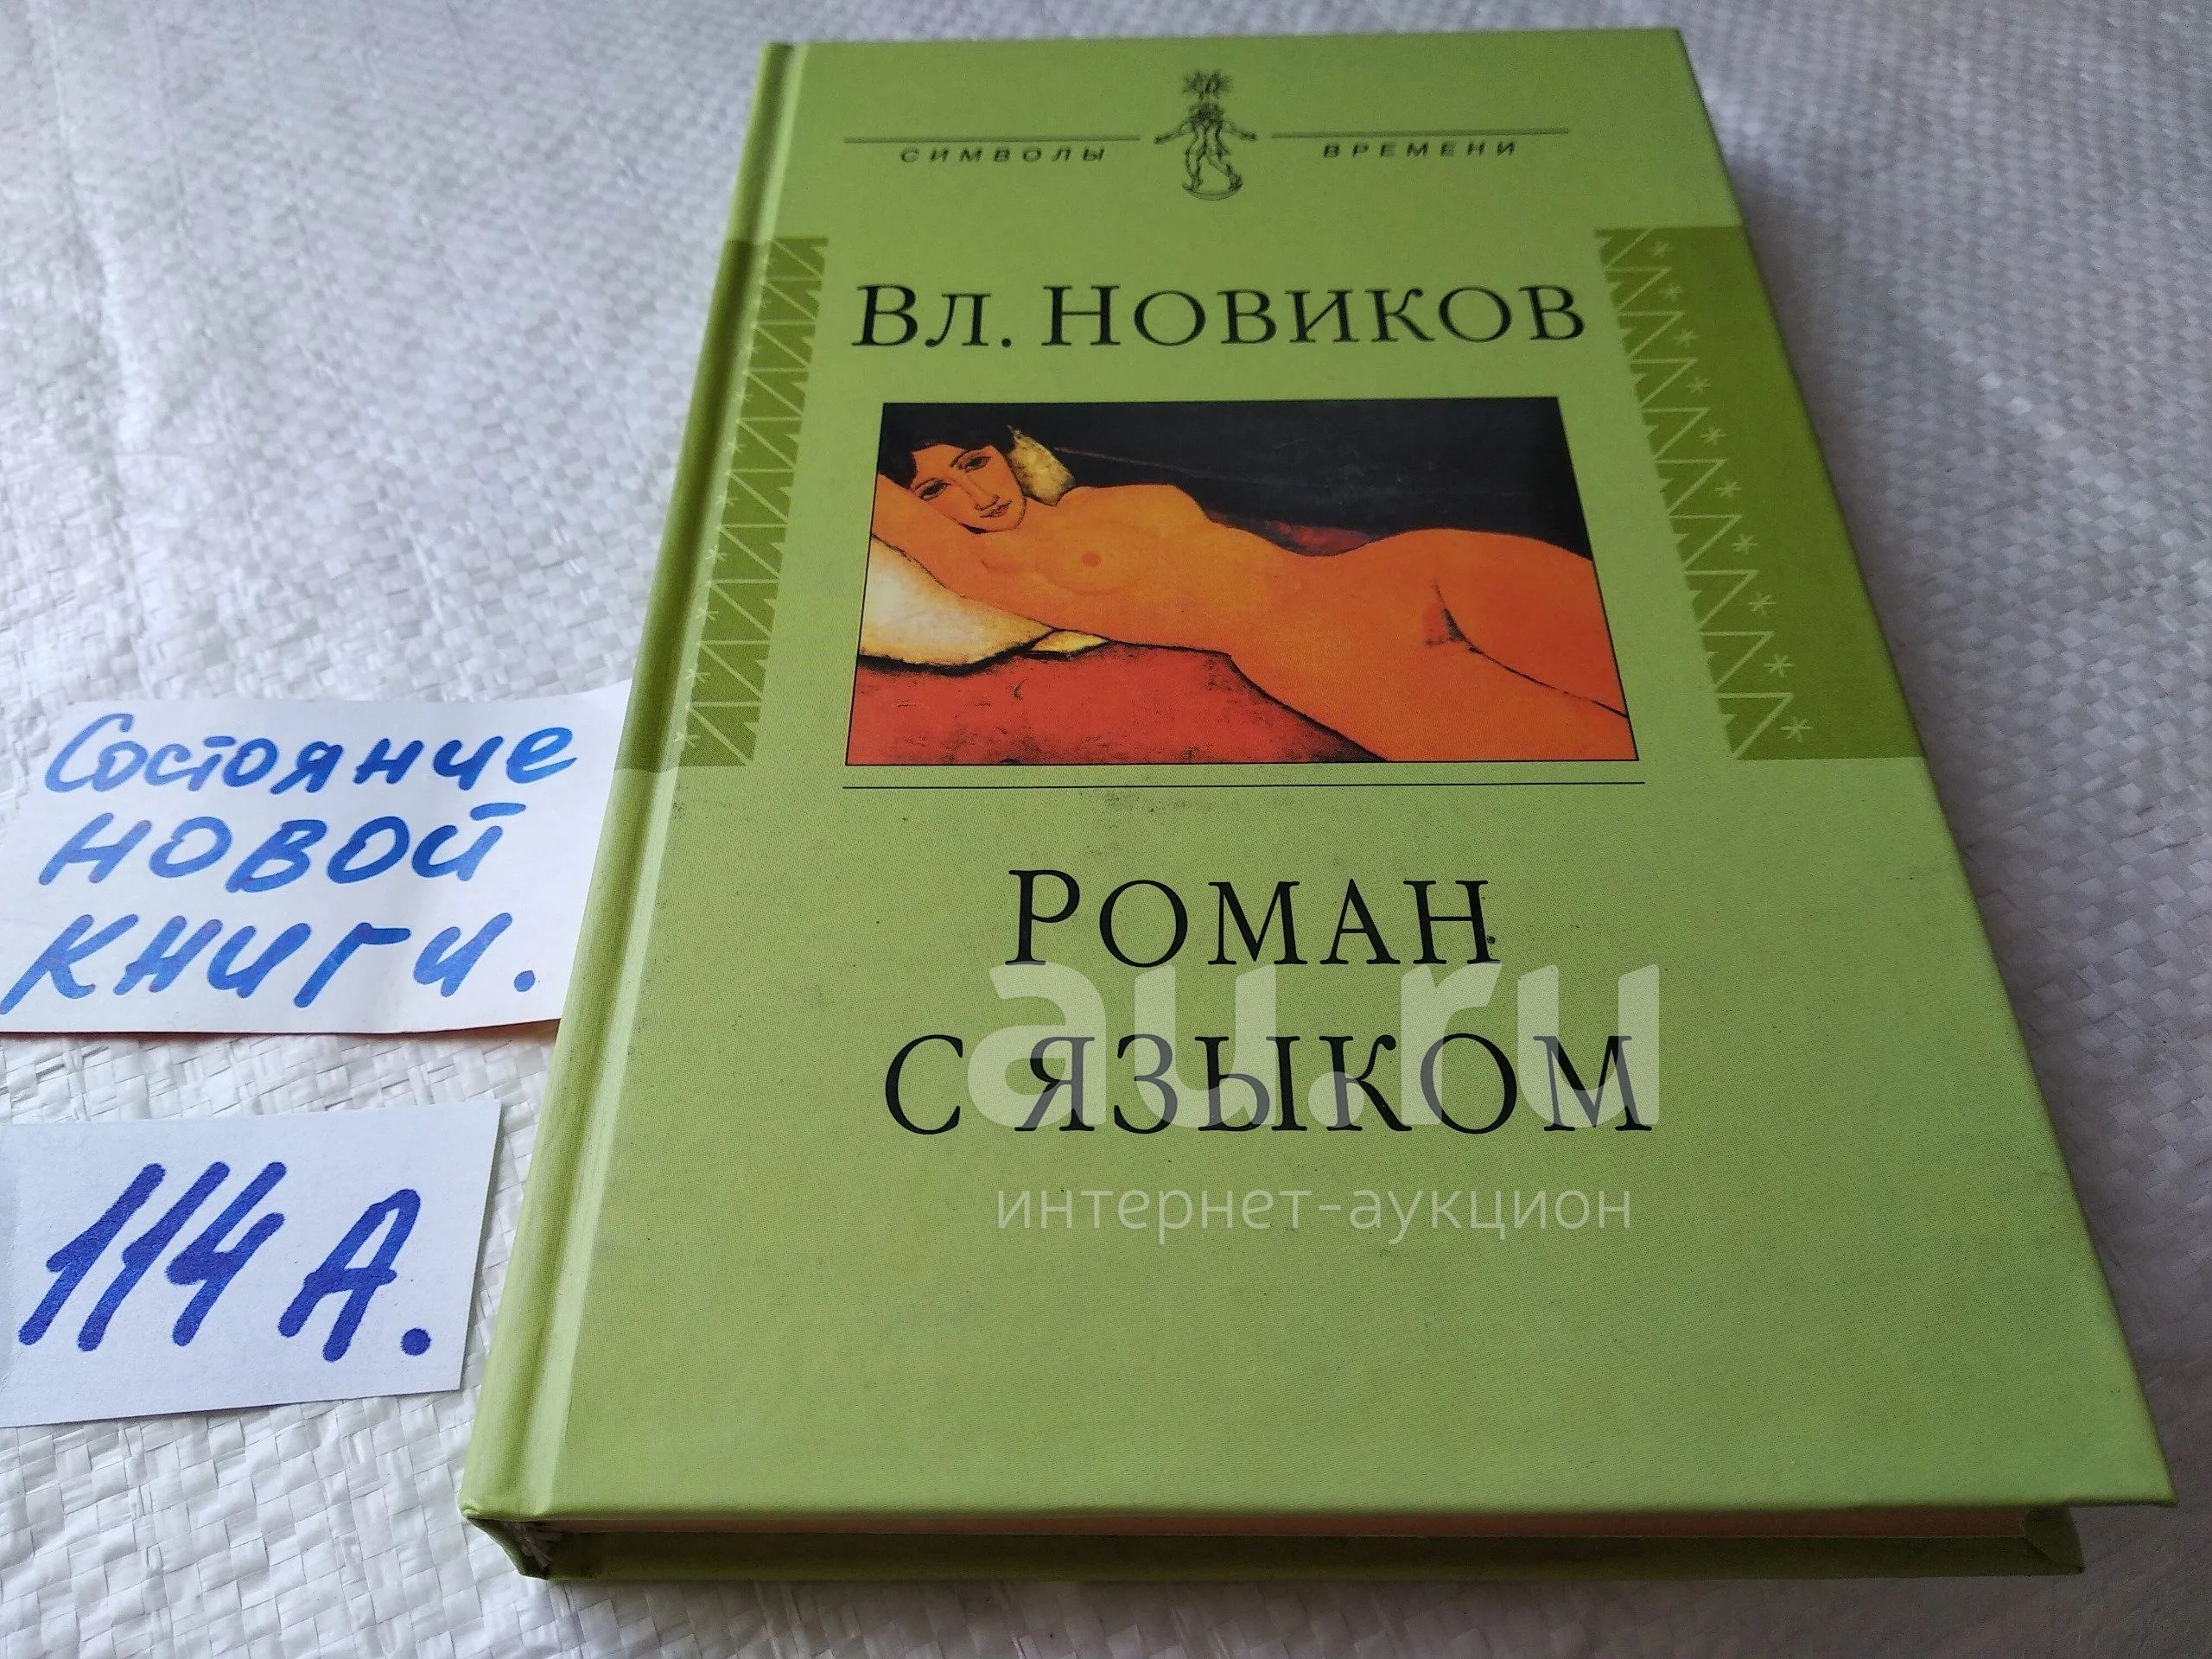 СИМВОЛЫ ВРЕМЕНИ
Вл. Новиков
Состояние
новой
книги.
Роман
с языком
au.ru
интернет-аукцион
114 А.